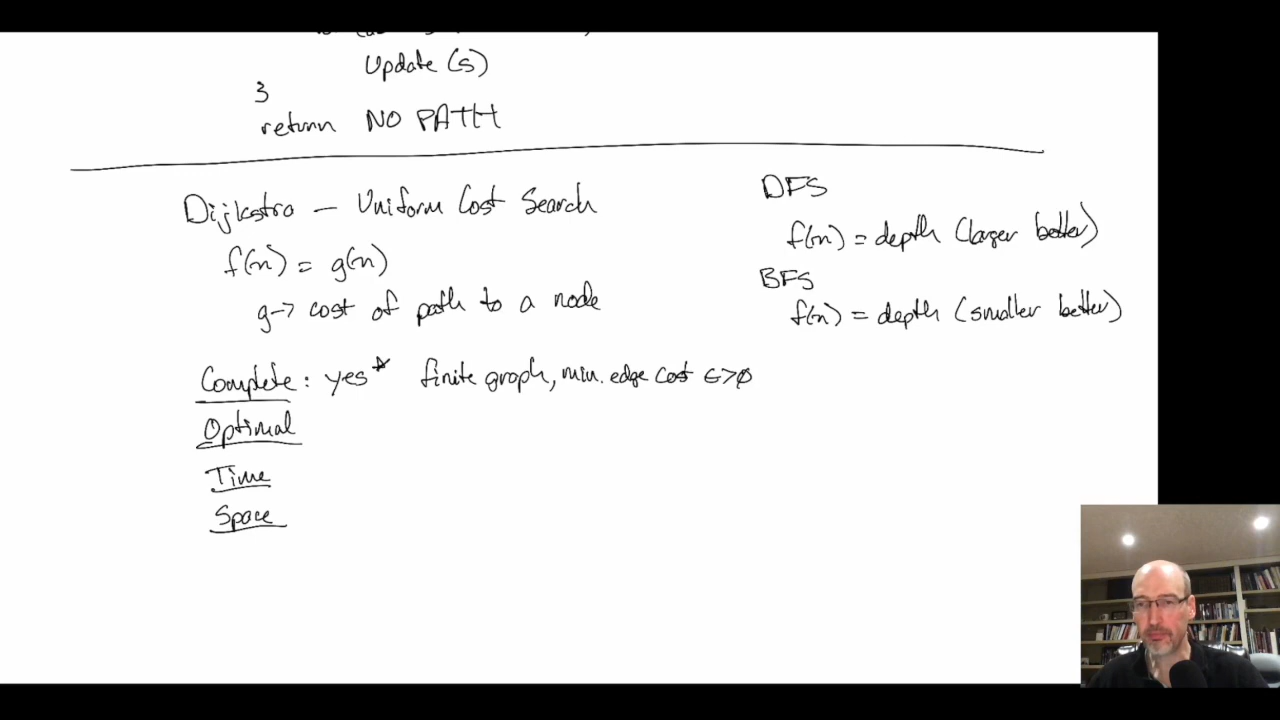 Update (s)
}
return NO PATH
Dijkstra – Uniform Cost Search
f(n) = g(n)
g -> cost of path to a node
DFS
f(n) = depth (larger better)
BFS
f(n) = depth (smaller better)
Complete: yes* finite graph, min. edge cost ϵ>0
Optimal
Time
Space